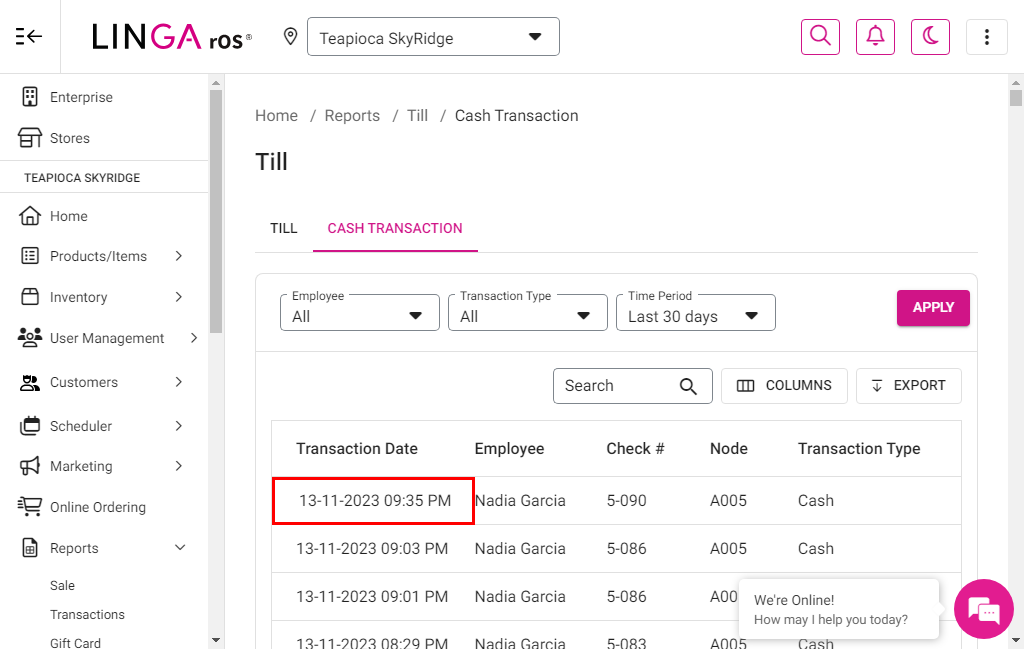 LINGA ros®
Teapioca SkyRidge
Enterprise
Stores
TEAPIOCA SKYRIDGE
Home
Products/Items
Inventory
User Management
Customers
Scheduler
Marketing
Online Ordering
Reports
Sale
Transactions
Gift Card
Home / Reports / Till / Cash Transaction
Till
TILL CASH TRANSACTION
Employee Transaction Type Time Period
All All Last 30 days APPLY
Search COLUMNS EXPORT
Transaction Date Employee Check # Node Transaction Type
13-11-2023 09:35 PM Nadia Garcia 5-090 A005 Cash
13-11-2023 09:03 PM Nadia Garcia 5-086 A005 Cash
13-11-2023 09:01 PM Nadia Garcia 5-086
13-11-2023 08:29 PM Nadia Garcia 5-083 A005 Cash
We're Online!
How may I help you today?